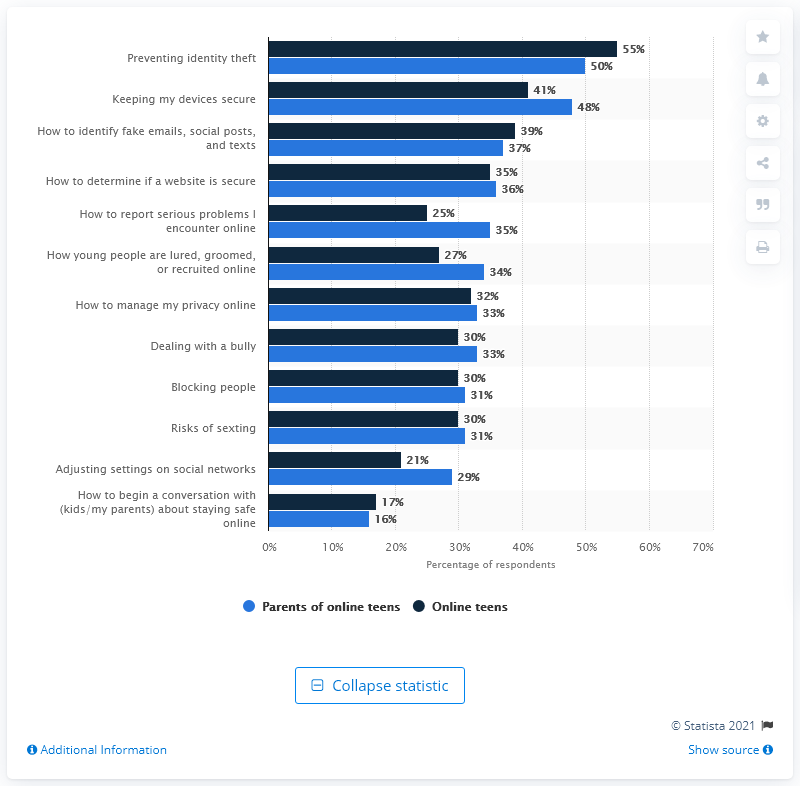 Preventing identity theft
55%
50%
Keeping my devices secure
41%
48%
How to identify fake emails, social posts,
and texts
39%
37%
How to determine if a website is secure
35%
36%
How to report serious problems I
encounter online
25%
35%
How young people are lured, groomed,
or recruited online
27%
34%
How to manage my privacy online
32%
33%
Dealing with a bully
30%
33%
Blocking people
30%
31%
Risks of sexting
30%
31%
Adjusting settings on social networks
21%
29%
How to begin a conversation with
(kids/my parents) about staying safe
online
17%
16%
0% 10% 20% 30% 40% 50% 60% 70%
Percentage of respondents
Parents of online teens Online teens
Collapse statistic
© Statista 2021
Additional Information Show source